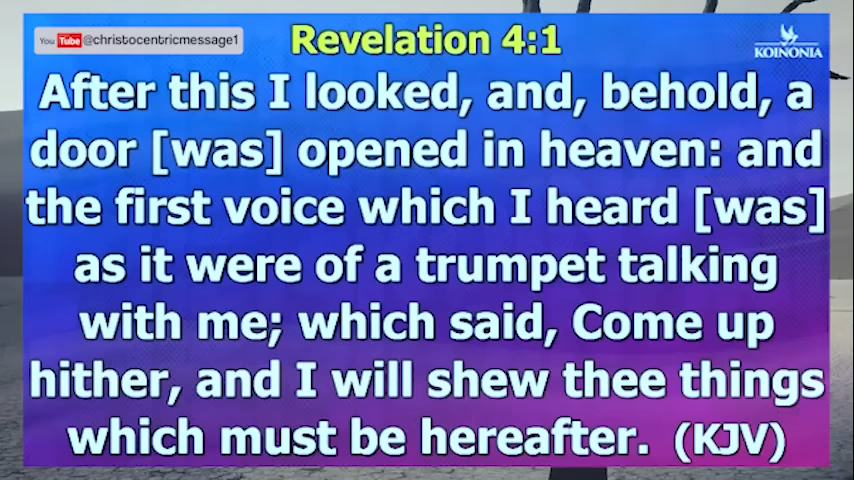 You Tube @christocentricmessage1
Revelation 4:1
KOINONIA
After this I looked, and, behold, a
door [was] opened in heaven: and
the first voice which I heard [was]
as it were of a trumpet talking
with me; which said, Come up
hither, and I will shew thee things
which must be hereafter. (KJV)